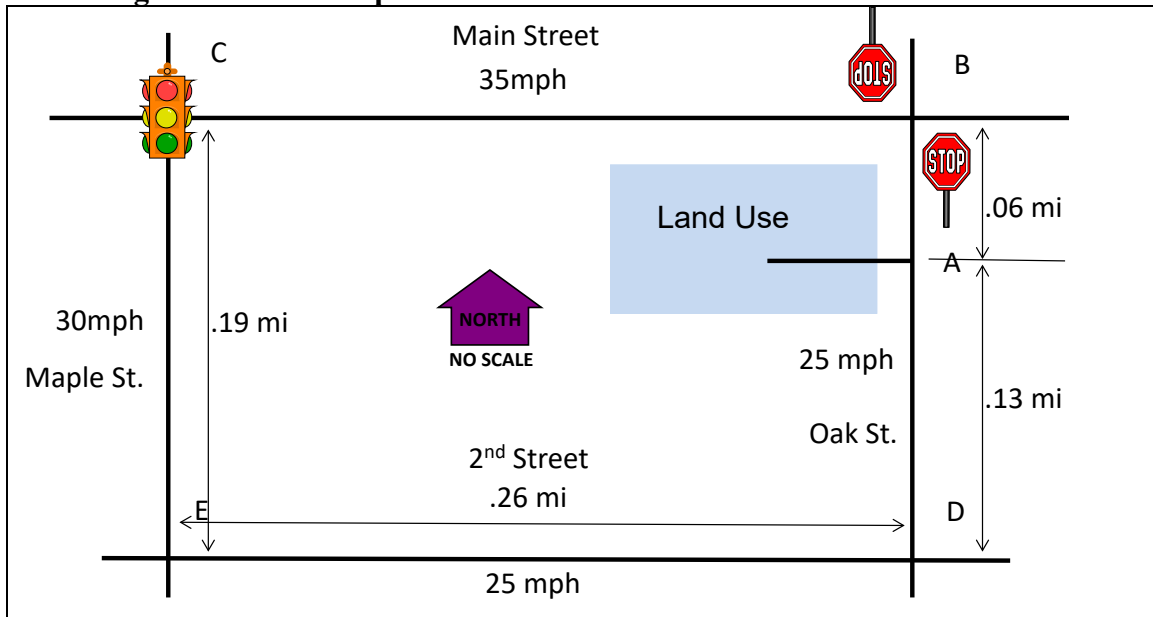 C
Main Street
35mph
STOP
B
STOP
.06 mi
Land Use
A
30mph
Maple St.
.19 mi
NORTH
NO SCALE
25 mph
.13 mi
Oak St.
2nd Street
.26 mi
E
D
25 mph